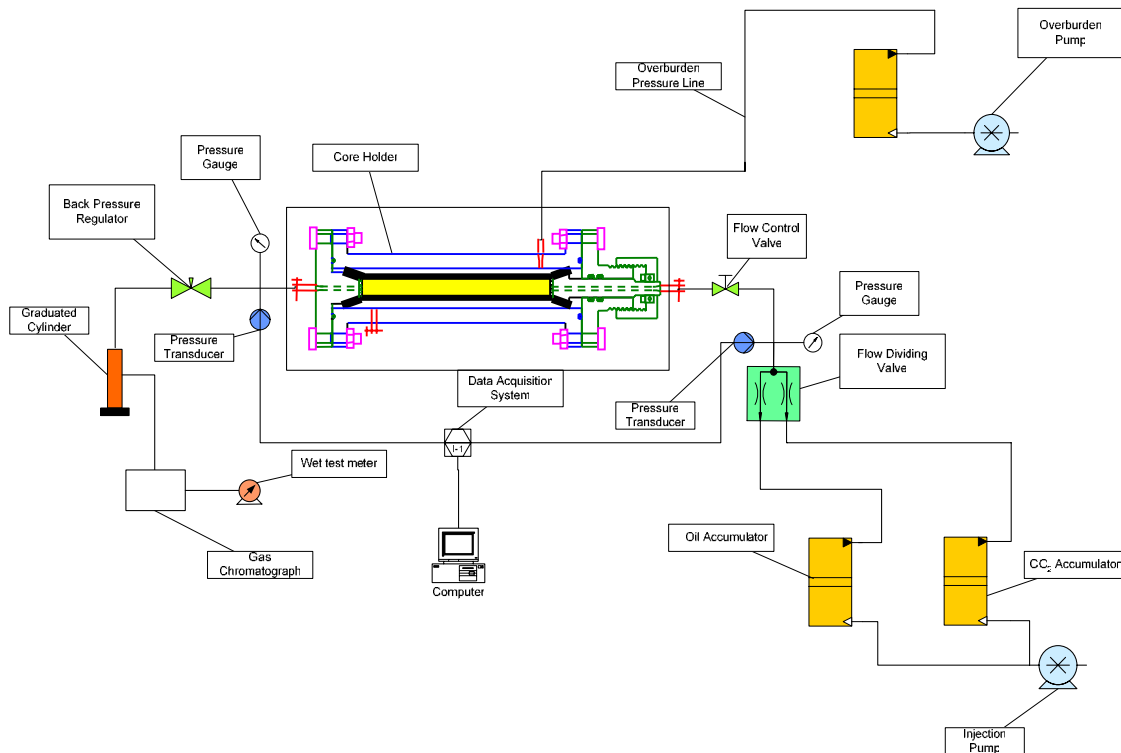 Overburden
Pump
Overburden
Pressure Line
Pressure
Gauge
Core Holder
Back Pressure
Regulator
Flow Control
Valve
Pressure
Gauge
Graduated
Cylinder
Pressure
Transducer
Flow Dividing
Valve
Data Acquisition
System
Pressure
Transducer
I-1
Wet test meter
Oil Accumulator
Gas
Chromatograph
CO₂ Accumulator
Computer
Injection
Pump